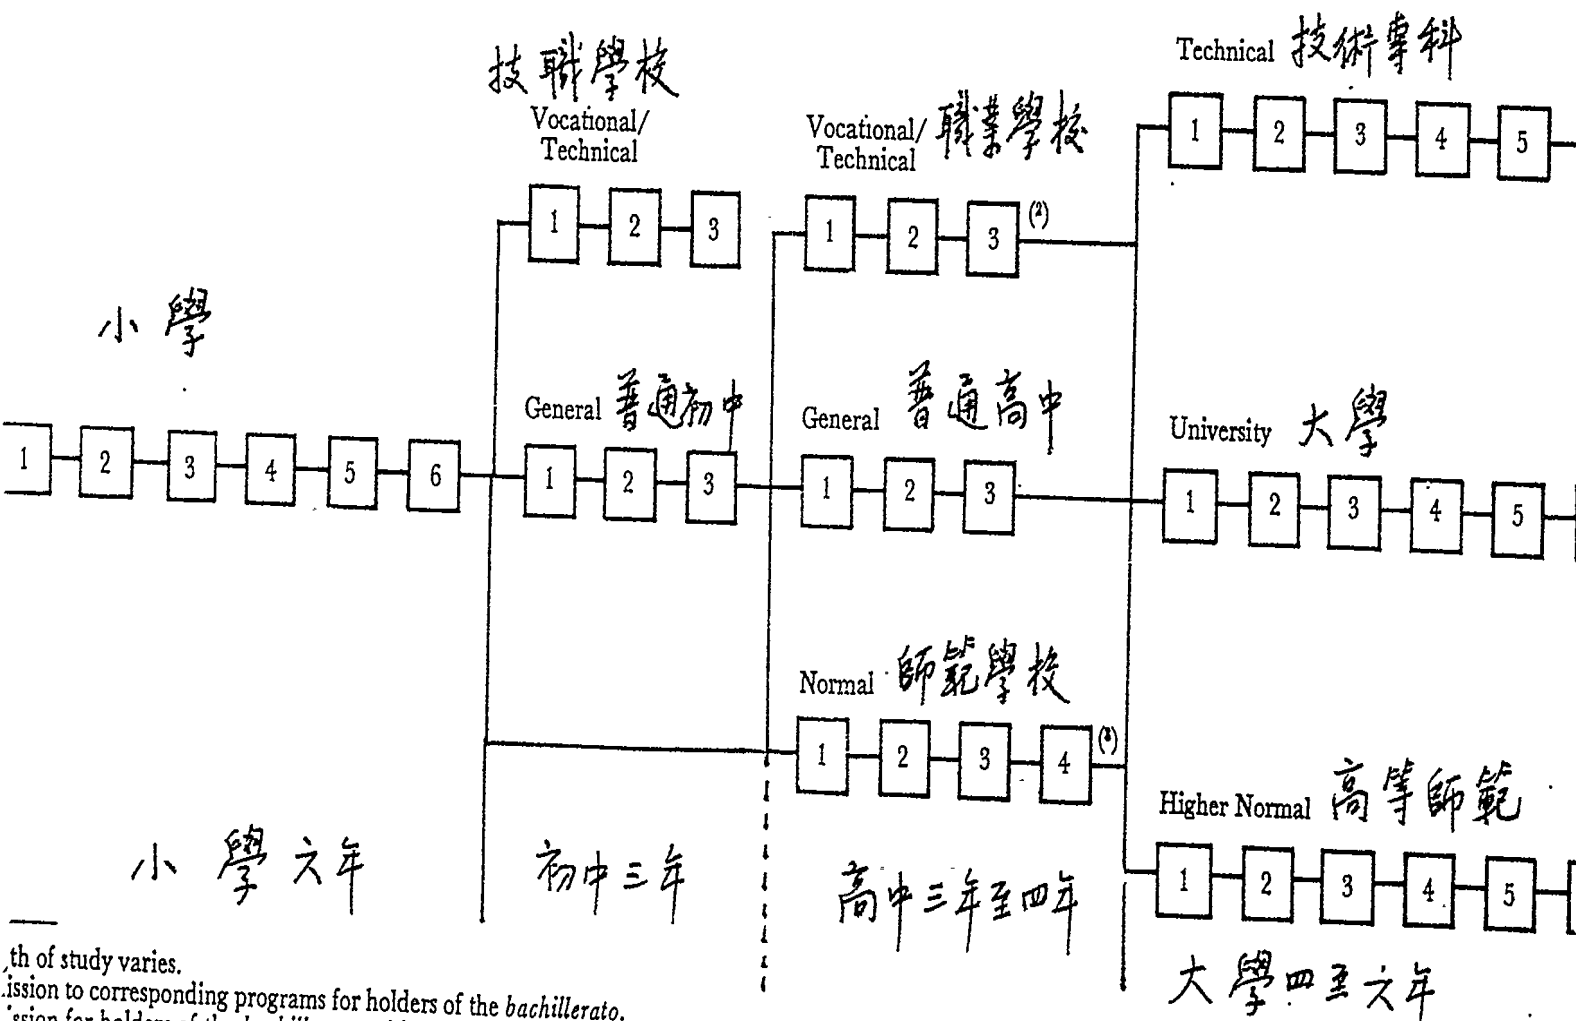 技職學校
Vocational/
Technical
1 2 3
Vocational/ 職業學校
Technical
1 2 3 (2)
Technical 技術專科
1 2 3 4 5
小學
1 2 3 4 5 6
General 普通初中
1 2 3
General 普通高中
1 2 3
University 大學
1 2 3 4 5
Normal 師範學校
1 2 3 4
Higher Normal 高等師範
1 2 3 4 5
小學六年
初中三年
高中三年至四年
大學四至六年
th of study varies.
ission to corresponding programs for holders of the bachillerato.